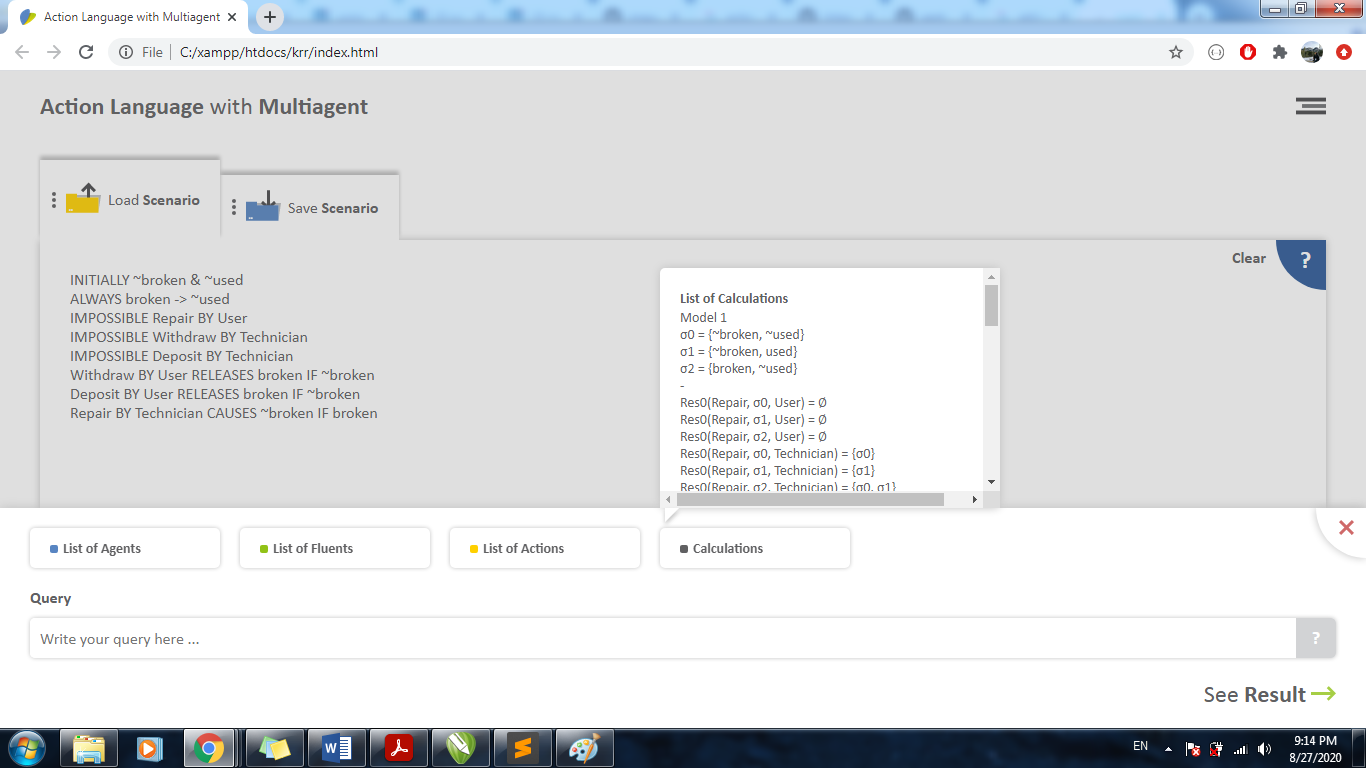 Action Language with Multiagent
File
C:/xampp/htdocs/krr/index.html
Action Language with Multiagent
Load Scenario
Save Scenario
Clear
?
INITIALLY ~broken & ~used
ALWAYS broken -> ~used
IMPOSSIBLE Repair BY User
IMPOSSIBLE Withdraw BY Technician
IMPOSSIBLE Deposit BY Technician
Withdraw BY User RELEASES broken IF ~broken
Deposit BY User RELEASES broken IF ~broken
Repair BY Technician CAUSES ~broken IF broken
List of Calculations
Model 1
σ0 = {~broken, ~used}
σ1 = {~broken, used}
σ2 = {broken, ~used}
-
Res0(Repair, σ0, User) = Ø
Res0(Repair, σ1, User) = Ø
Res0(Repair, σ2, User) = Ø
Res0(Repair, σ0, Technician) = {σ0}
Res0(Repair, σ1, Technician) = {σ1}
Res0(Repair, σ2, Technician) = {σ0, σ1}
List of Agents
List of Fluents
List of Actions
Calculations
Query
Write your query here ...
?
See Result
EN
9:14 PM
8/27/2020